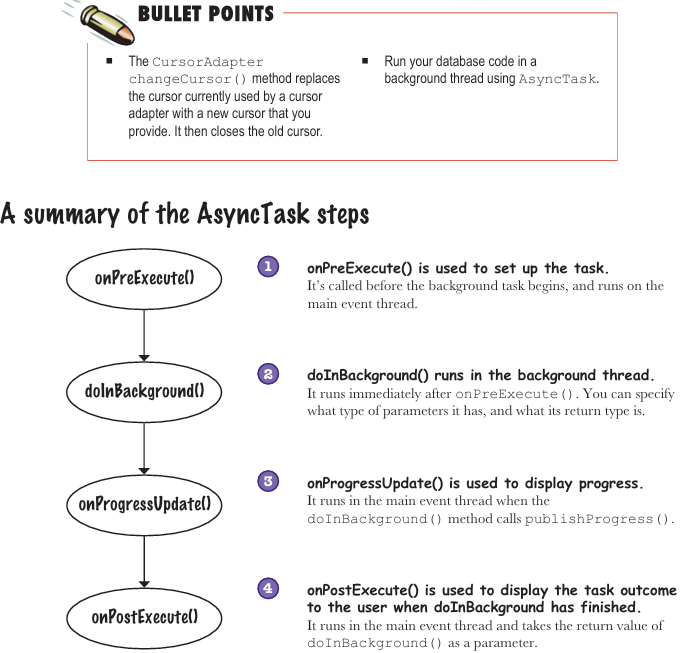 BULLET POINTS
The CursorAdapter
changeCursor() method replaces
the cursor currently used by a cursor
adapter with a new cursor that you
provide. It then closes the old cursor.
Run your database code in a
background thread using AsyncTask.
A summary of the AsyncTask steps
onPreExecute()
1
onPreExecute() is used to set up the task.
It's called before the background task begins, and runs on the
main event thread.
doInBackground()
2
doInBackground() runs in the background thread.
It runs immediately after onPreExecute(). You can specify
what type of parameters it has, and what its return type is.
onProgressUpdate()
3
onProgressUpdate() is used to display progress.
It runs in the main event thread when the
doInBackground() method calls publishProgress().
onPostExecute()
4
onPostExecute() is used to display the task outcome
to the user when doInBackground has finished.
It runs in the main event thread and takes the return value of
doInBackground() as a parameter.